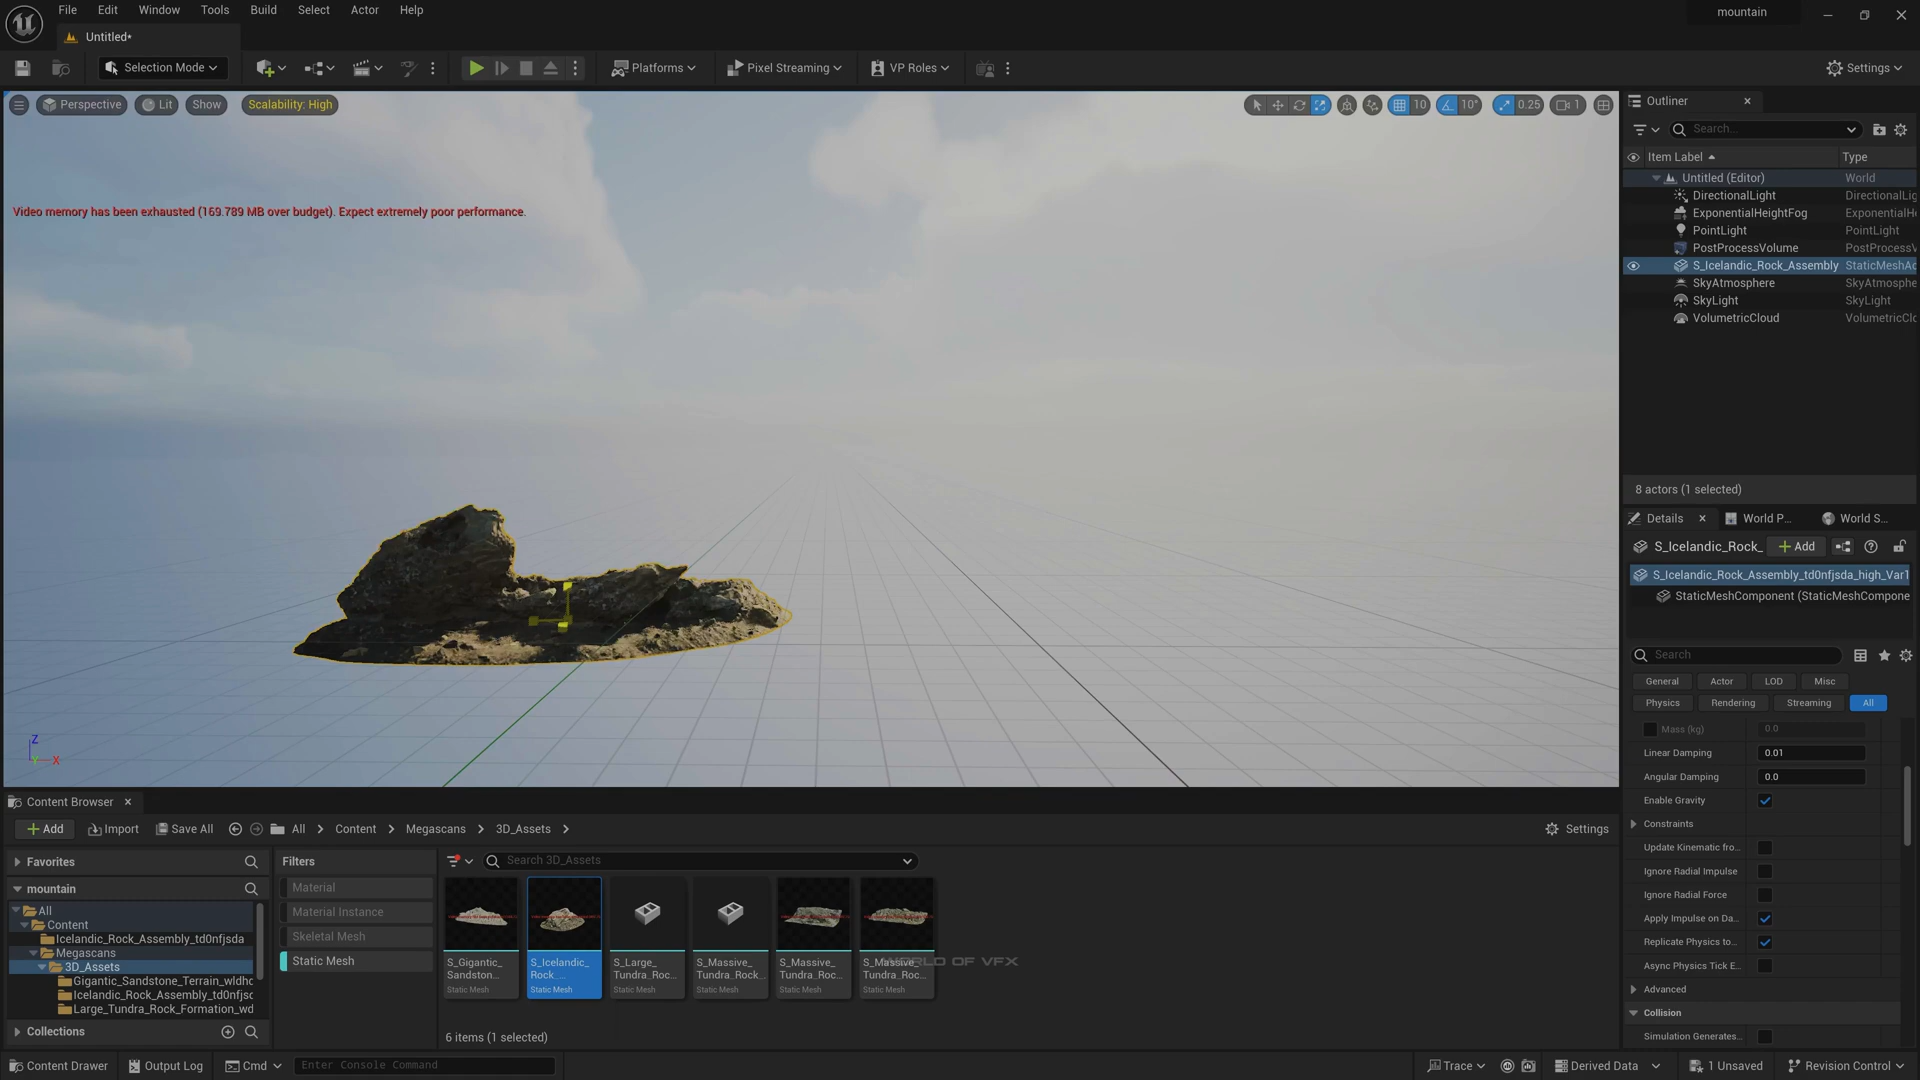 File Edit Window Tools Build Select Actor Help
mountain
Untitled*
Selection Mode
Platforms
Pixel Streaming
VP Roles
Settings
Perspective
Lit
Show
Scalability: High
10
10°
0.25
1
Video memory has been exhausted (169.789 MB over budget). Expect extremely poor performance.
Z
Y
X
Outliner
Search...
Item Label
Type
Untitled (Editor)
World
DirectionalLight
DirectionalLig
ExponentialHeightFog
ExponentialHe
PointLight
PointLight
PostProcessVolume
PostProcessV
S_Icelandic_Rock_Assembly
StaticMeshAc
SkyAtmosphere
SkyAtmosphe
SkyLight
SkyLight
VolumetricCloud
VolumetricClo
8 actors (1 selected)
Details
World P...
World S...
S_Icelandic_Rock_
Add
S_Icelandic_Rock_Assembly_td0nfjsda_high_Var1
StaticMeshComponent (StaticMeshCompone
Search
General
Actor
LOD
Misc
Physics
Rendering
Streaming
All
Mass (kg)
0.0
Linear Damping
0.01
Angular Damping
0.0
Enable Gravity
Constraints
Update Kinematic fro...
Ignore Radial Impulse
Ignore Radial Force
Apply Impulse on Da...
Replicate Physics to...
Async Physics Tick E...
Advanced
Collision
Simulation Generates...
Content Browser
Add
Import
Save All
All
Content
Megascans
3D_Assets
Settings
Favorites
mountain
All
Content
Icelandic_Rock_Assembly_td0nfjsda
Megascans
3D_Assets
Gigantic_Sandstone_Terrain_wldhc
Icelandic_Rock_Assembly_td0nfjsc
Large_Tundra_Rock_Formation_wd
Collections
Filters
Material
Material Instance
Skeletal Mesh
Static Mesh
Search 3D_Assets
S_Gigantic_
Sandston...
Static Mesh
S_Icelandic_
Rock_...
Static Mesh
S_Large_
Tundra_Roc...
Static Mesh
S_Massive_
Tundra_Rock...
Static Mesh
S_Massive_
Tundra_Roc...
Static Mesh
S_Massive_
Tundra_Roc...
Static Mesh
WORLD OF VFX
6 items (1 selected)
Content Drawer
Output Log
Cmd
Enter Console Command
Trace
Derived Data
1 Unsaved
Revision Control